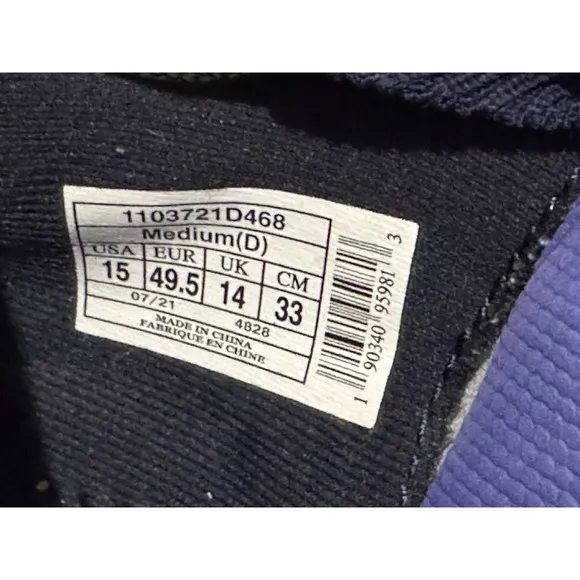 1103721D468
Medium(D)
USA EUR UK CM
15 49.5 14 33
07/21 4828
MADE IN CHINA
FABRIQUE EN CHINE
1 90340 95981 3